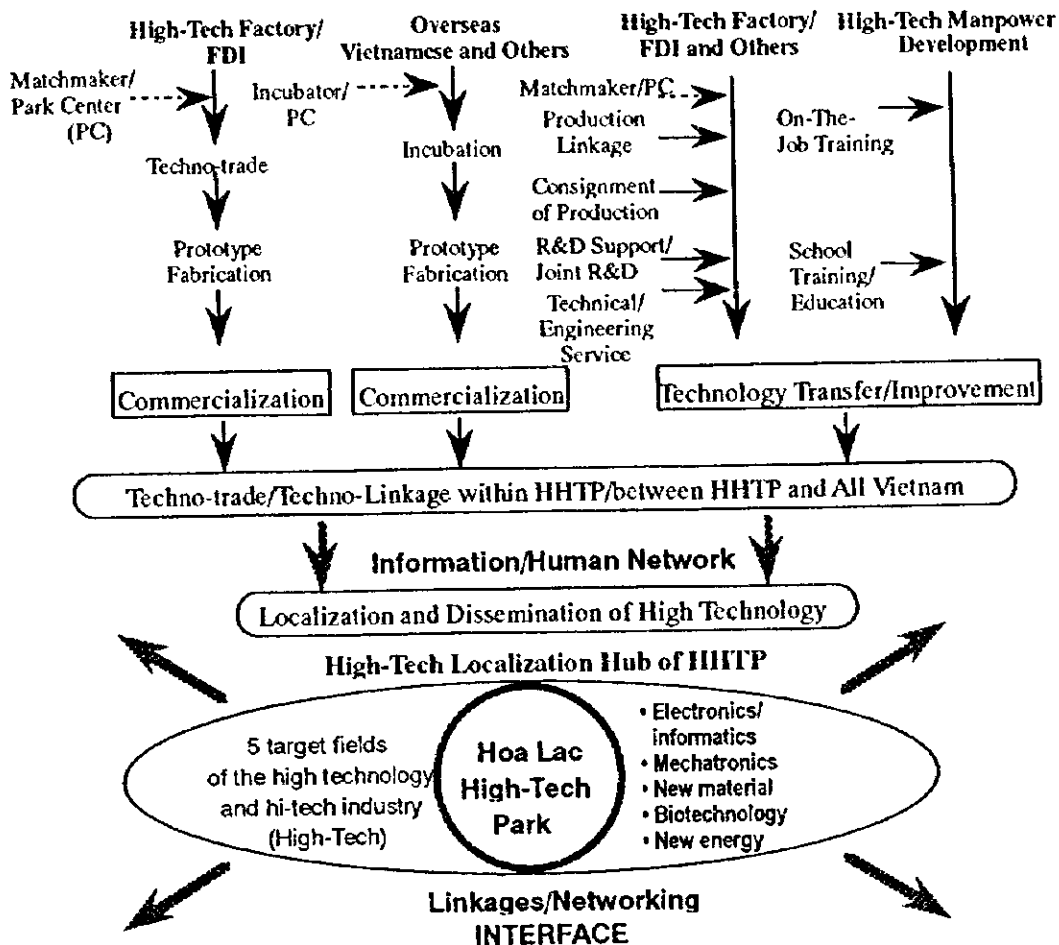 High-Tech Factory/
FDI
Overseas
Vietnamese and Others
High-Tech Factory/
FDI and Others
High-Tech Manpower
Development
Matchmaker/
Park Center
(PC)
Incubator/
PC
Matchmaker/PC
Production
Linkage
On-The-
Job Training
Techno-trade
Incubation
Consignment
of Production
Prototype
Fabrication
Prototype
Fabrication
R&D Support/
Joint R&D
Technical/
Engineering
Service
School
Training/
Education
Commercialization
Commercialization
Technology Transfer/Improvement
Techno-trade/Techno-Linkage within HHTP/between HHTP and All Vietnam
Information/Human Network
Localization and Dissemination of High Technology
High-Tech Localization Hub of HHTP
5 target fields
of the high technology
and hi-tech industry
(High-Tech)
Hoa Lac
High-Tech
Park
• Electronics/
informatics
• Mechatronics
• New material
• Biotechnology
• New energy
Linkages/Networking
INTERFACE